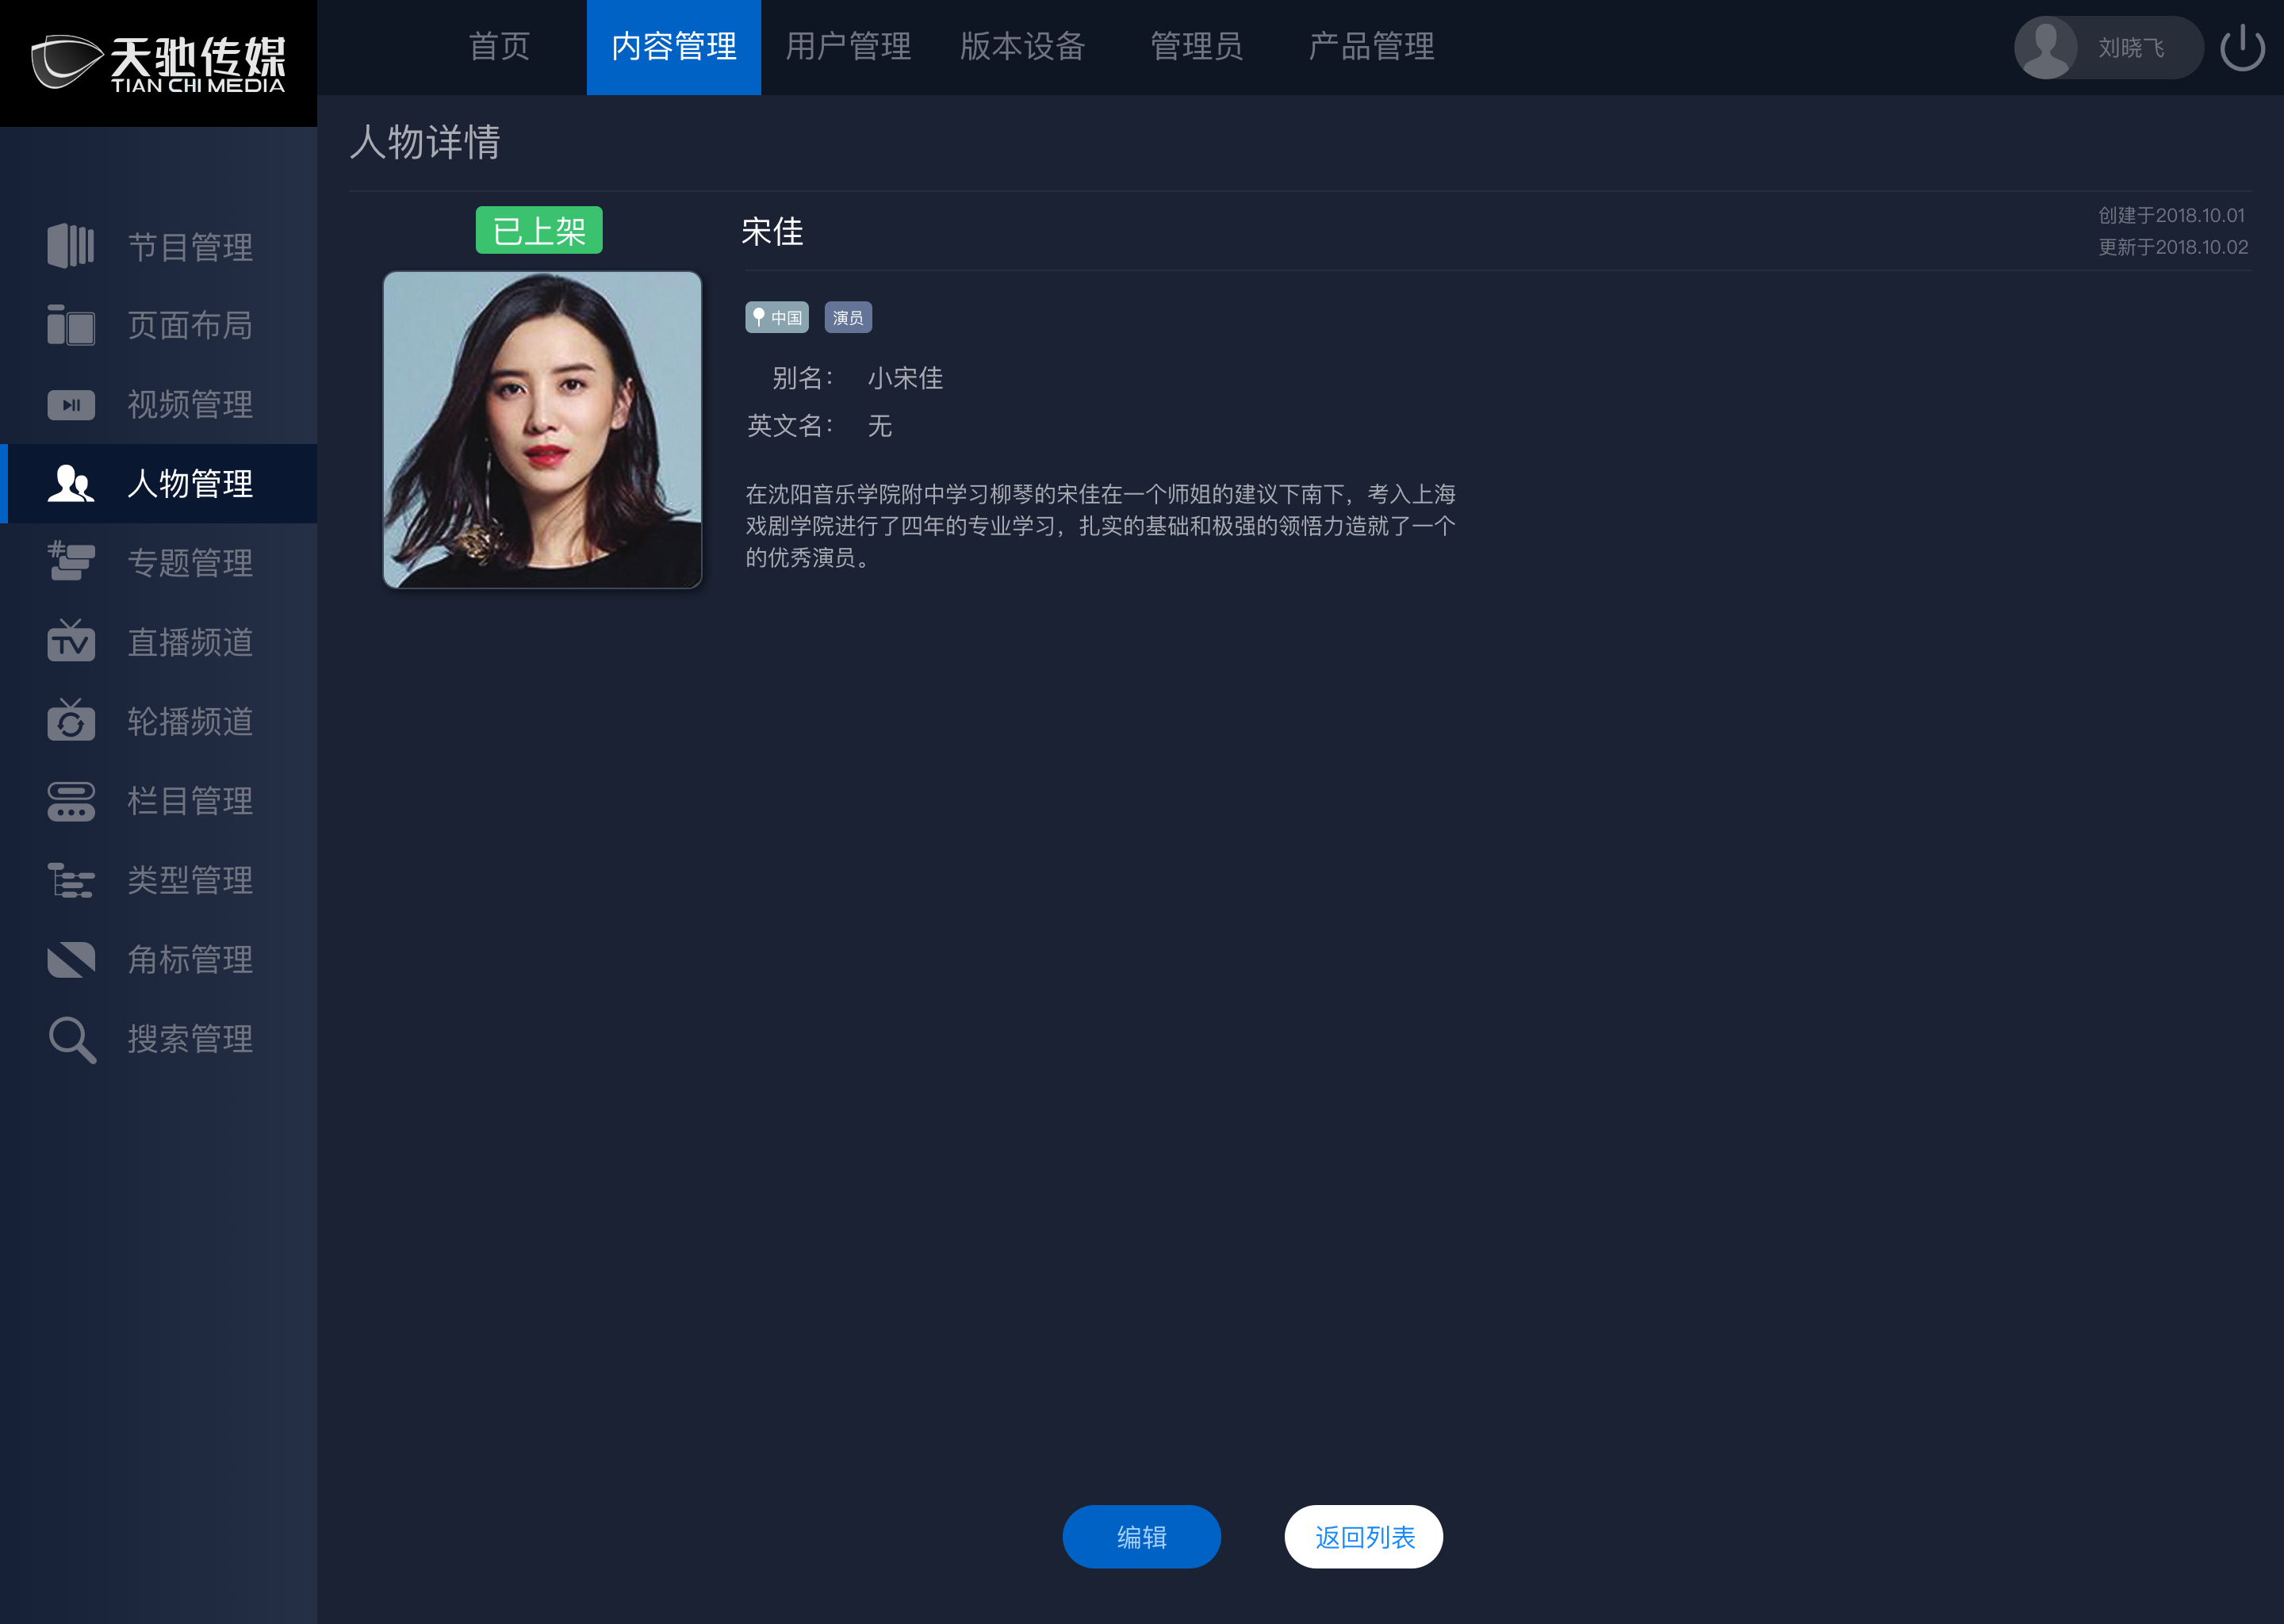 天驰传媒
TIAN CHI MEDIA
首页
内容管理
用户管理
版本设备
管理员
产品管理
刘晓飞
节目管理
页面布局
视频管理
人物管理
专题管理
TV
直播频道
轮播频道
栏目管理
类型管理
角标管理
搜索管理
人物详情
已上架
宋佳
创建于2018.10.01
更新于2018.10.02
中国
演员
别名： 小宋佳
英文名： 无
在沈阳音乐学院附中学习柳琴的宋佳在一个师姐的建议下南下，考入上海
戏剧学院进行了四年的专业学习，扎实的基础和极强的领悟力造就了一个
的优秀演员。
编辑
返回列表